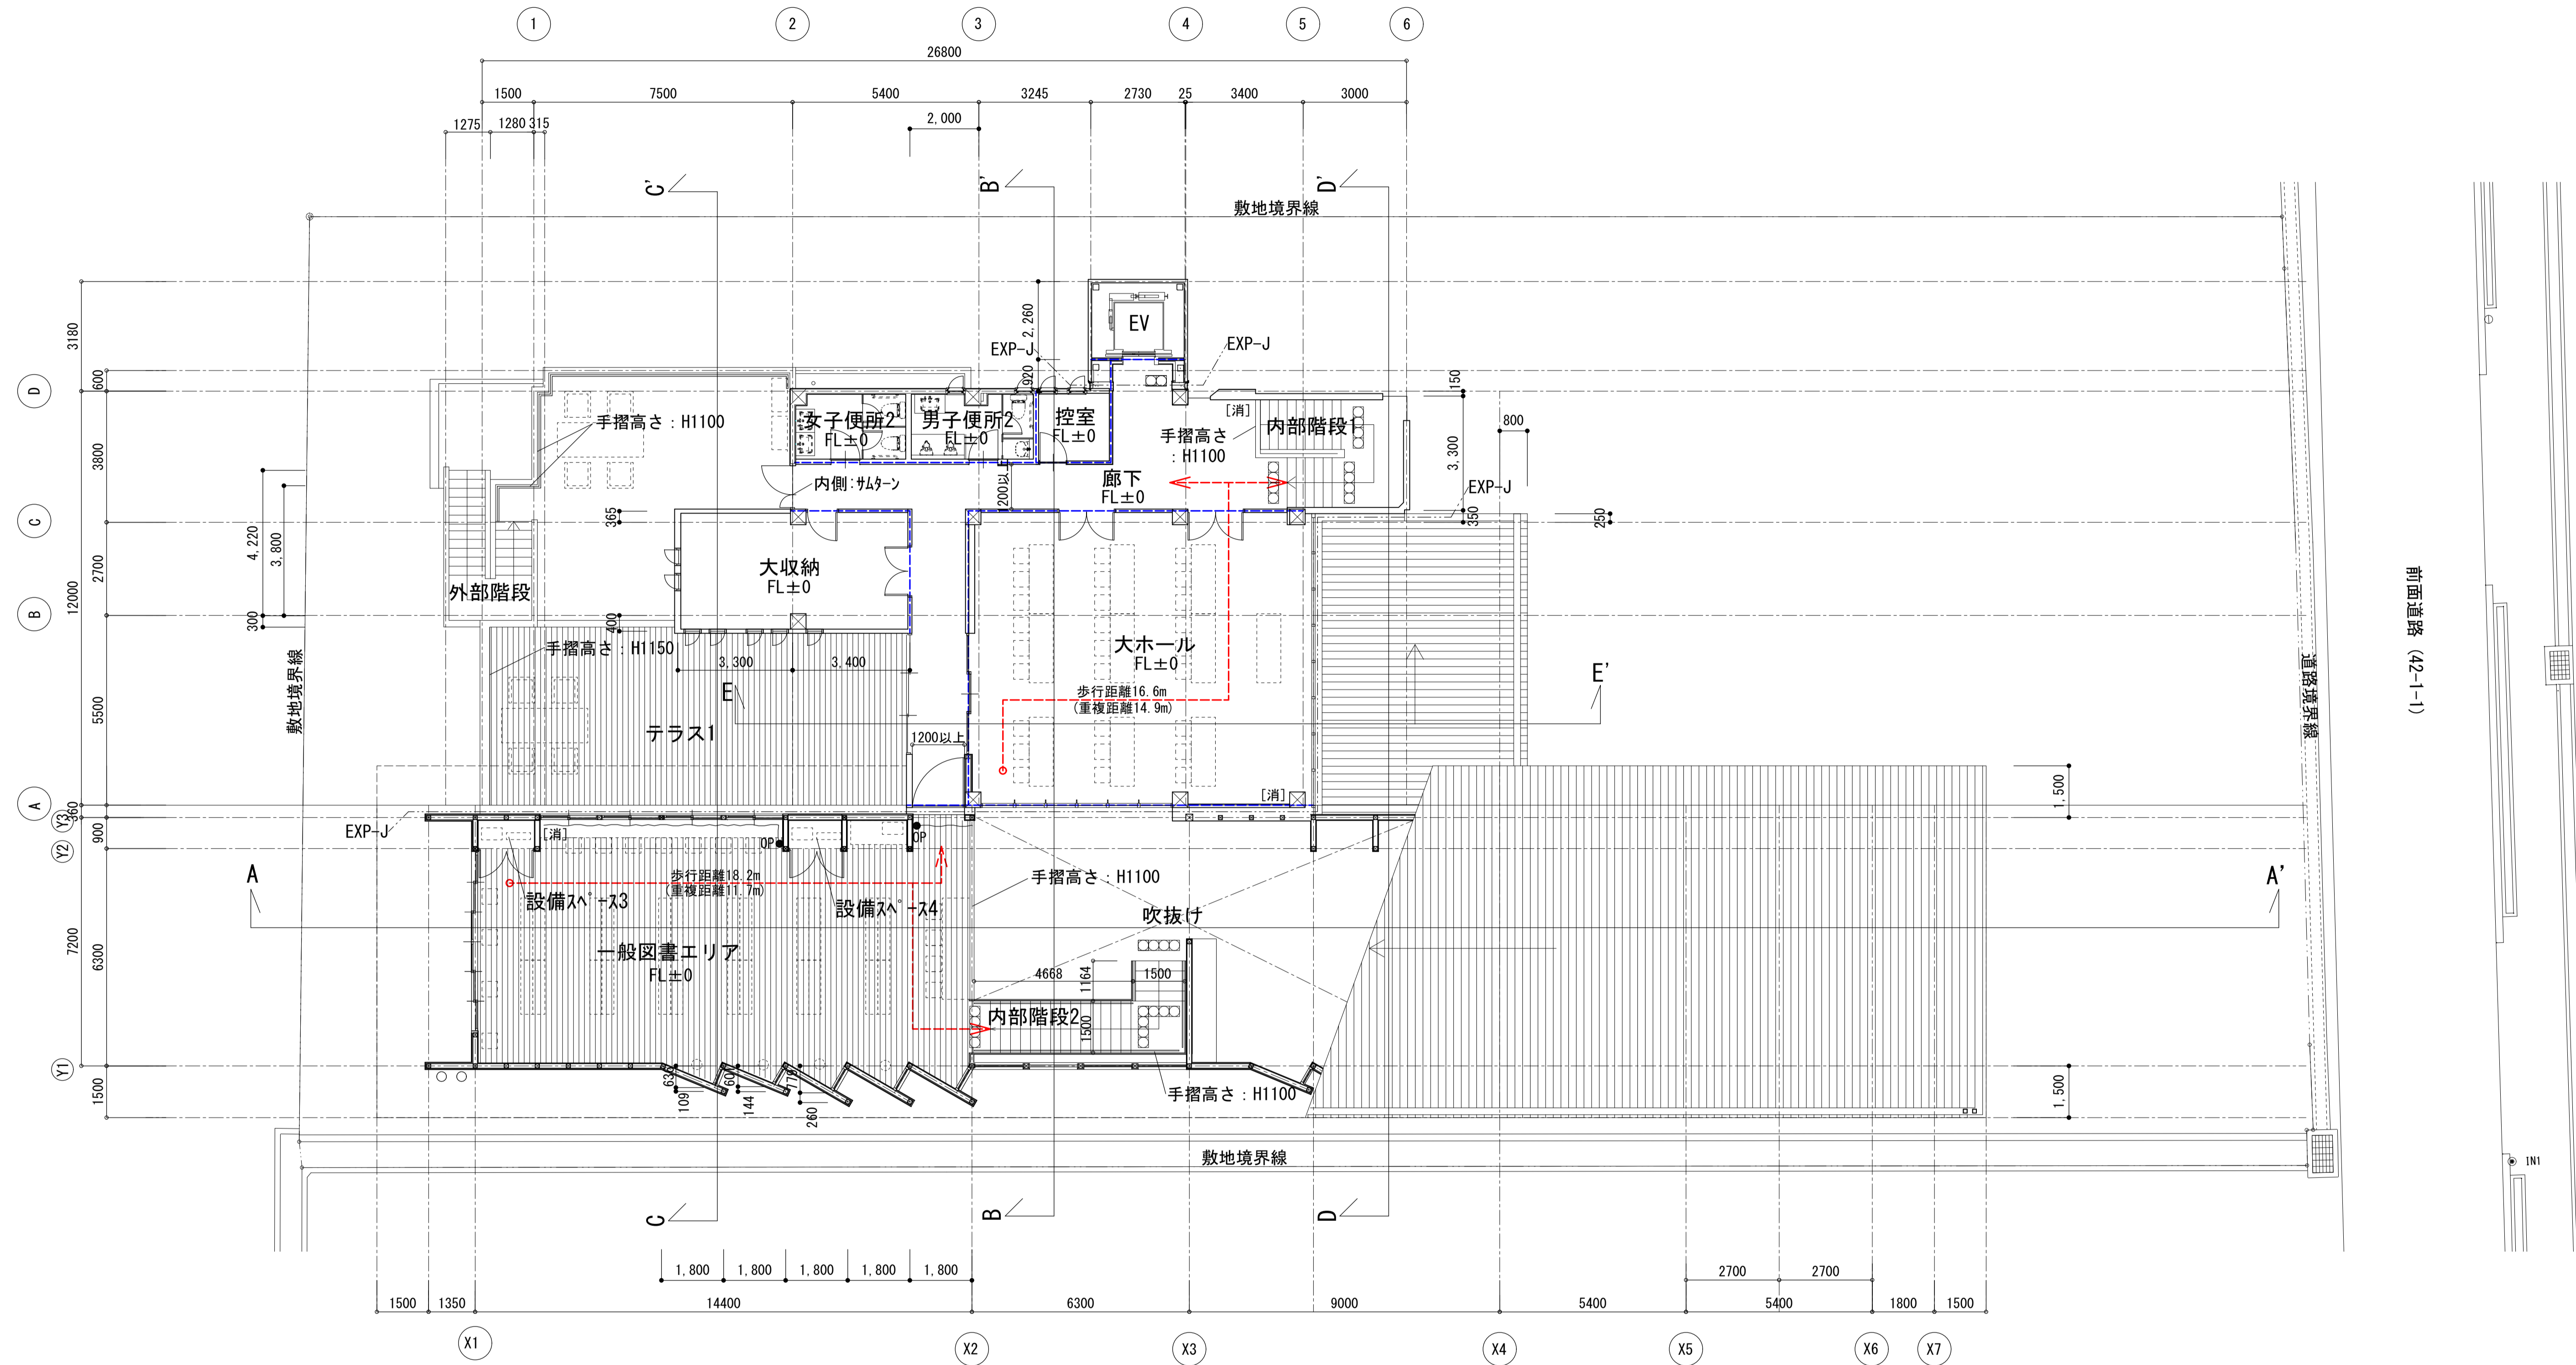 1 2 3 4 5 6
26800
1500 7500 5400 3245 2730 25 3400 3000
1275 1280 315
2,000
C' B' D'
敷地境界線
3180
600
3800
2700
12000
5500
360
900
7200
6300
1500
D
C
B
A
Y3
Y2
Y1
2,260
920
EV
EXP-J
EXP-J
150
手摺高さ：H1100
女子便所2
FL±0
男子便所2
FL±0
控室
FL±0
[消]
手摺高さ
：H1100
内部階段1
3,300
800
内側：ｻﾑﾀｰﾝ
1200以上
廊下
FL±0
EXP-J
365
350
250
4,220
3,800
300
外部階段
大収納
FL±0
400
敷地境界線
手摺高さ：H1150
3,300 3,400
大ホール
FL±0
E E'
歩行距離16.6m
(重複距離14.9m)
テラス1
1200以上
[消]
前面道路 (42-1-1)
道路境界線
1,500
EXP-J
[消]
OP
OP
歩行距離18.2m
(重複距離11.7m)
手摺高さ：H1100
A A'
設備ｽﾍﾟｰｽ3
設備ｽﾍﾟｰｽ4
吹抜け
一般図書エリア
FL±0
4668 1164 1500
内部階段2
1500
109
144
260
手摺高さ：H1100
1,500
敷地境界線
IN1
C B D
1,800 1,800 1,800 1,800 1,800
2700 2700
1500 1350 14400 6300 9000 5400 5400 1800 1500
X1 X2 X3 X4 X5 X6 X7